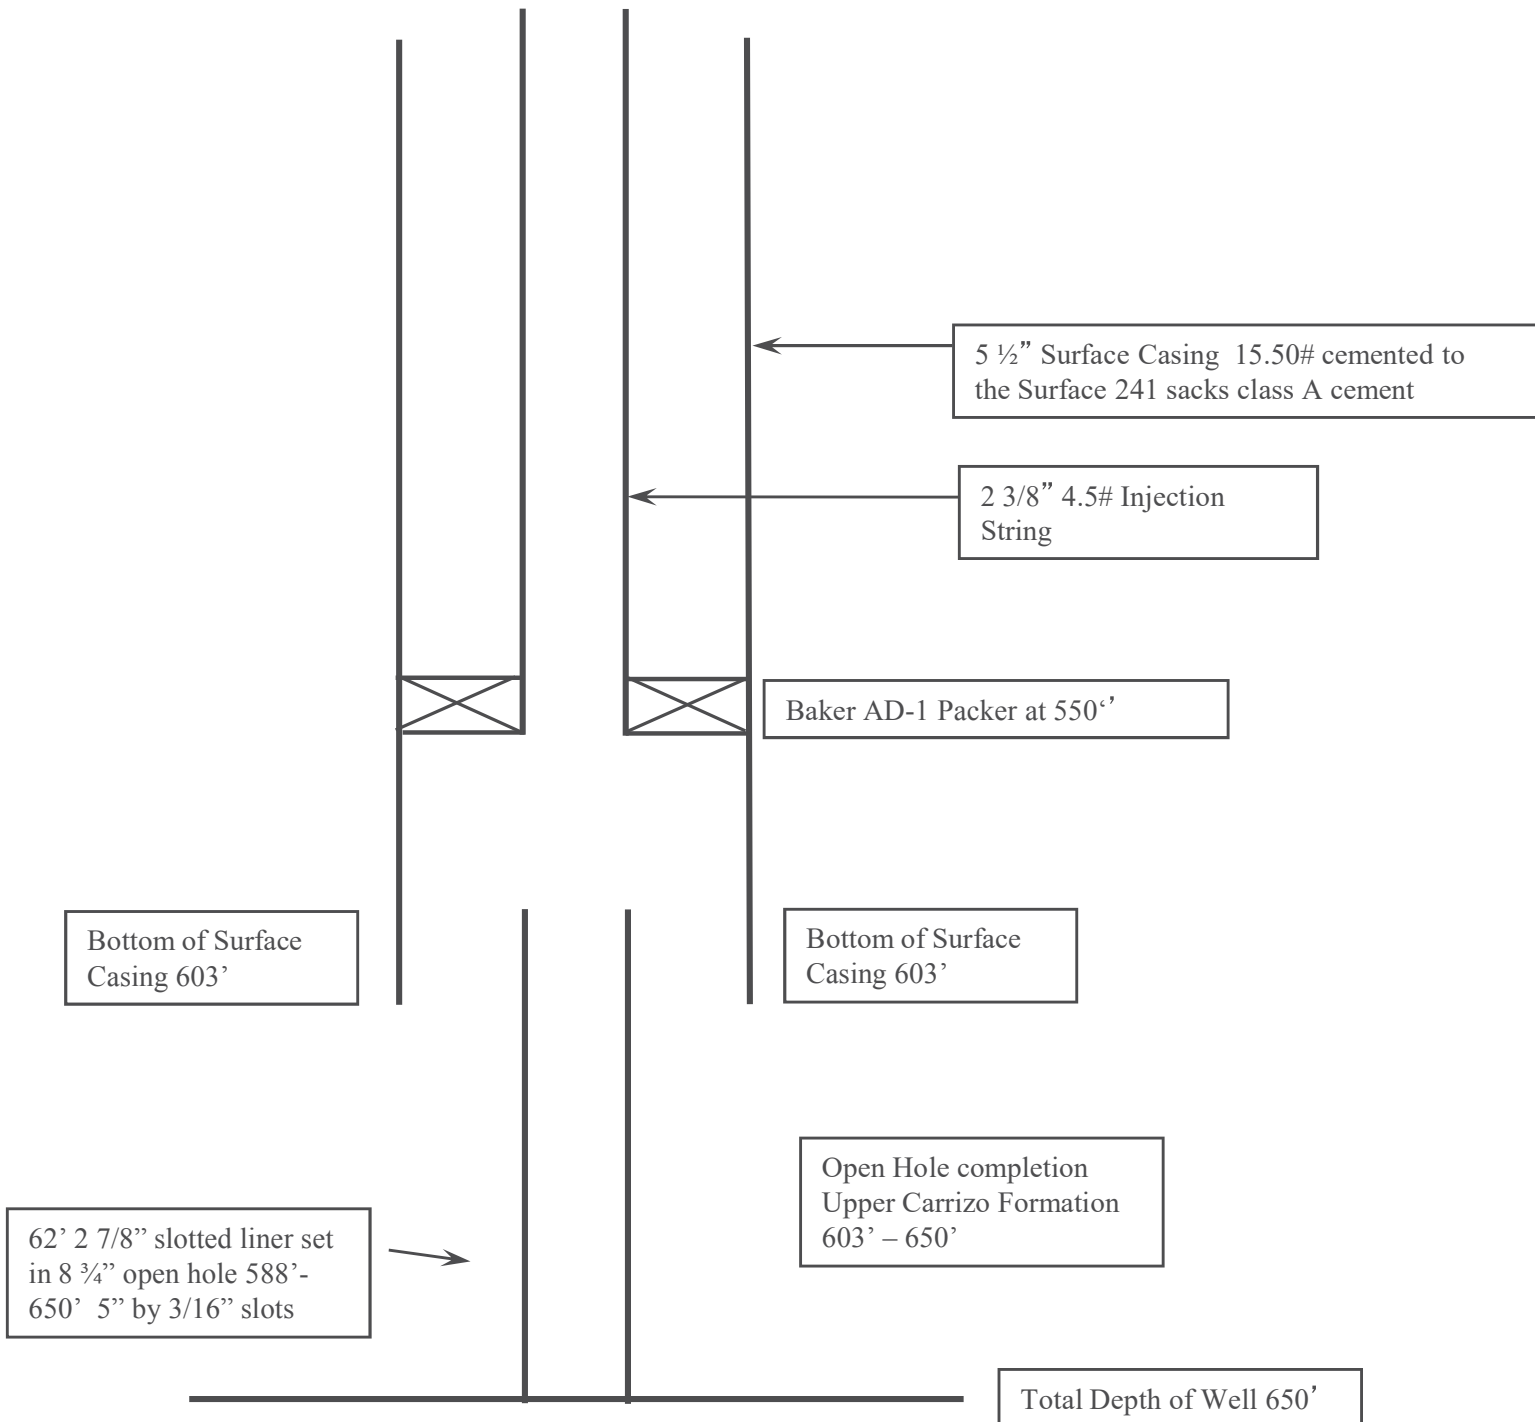 5 ½” Surface Casing  15.50# cemented to
the Surface 241 sacks class A cement
2 3/8” 4.5# Injection
String
Baker AD-1 Packer at 550‘’
Bottom of Surface
Casing 603’
Bottom of Surface
Casing 603’
Open Hole completion
Upper Carrizo Formation
603’ – 650’
62’ 2 7/8” slotted liner set
in 8 ¾” open hole 588’-
650’  5” by 3/16” slots
Total Depth of Well 650’